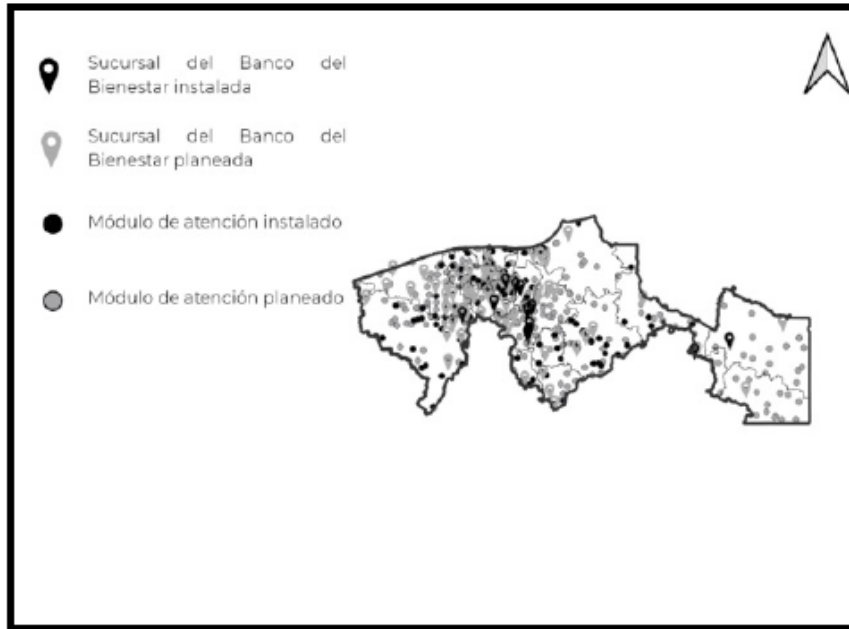 Sucursal del Banco del
Bienestar instalada
Sucursal del Banco del
Bienestar planeada
Módulo de atención instalado
Módulo de atención planeado